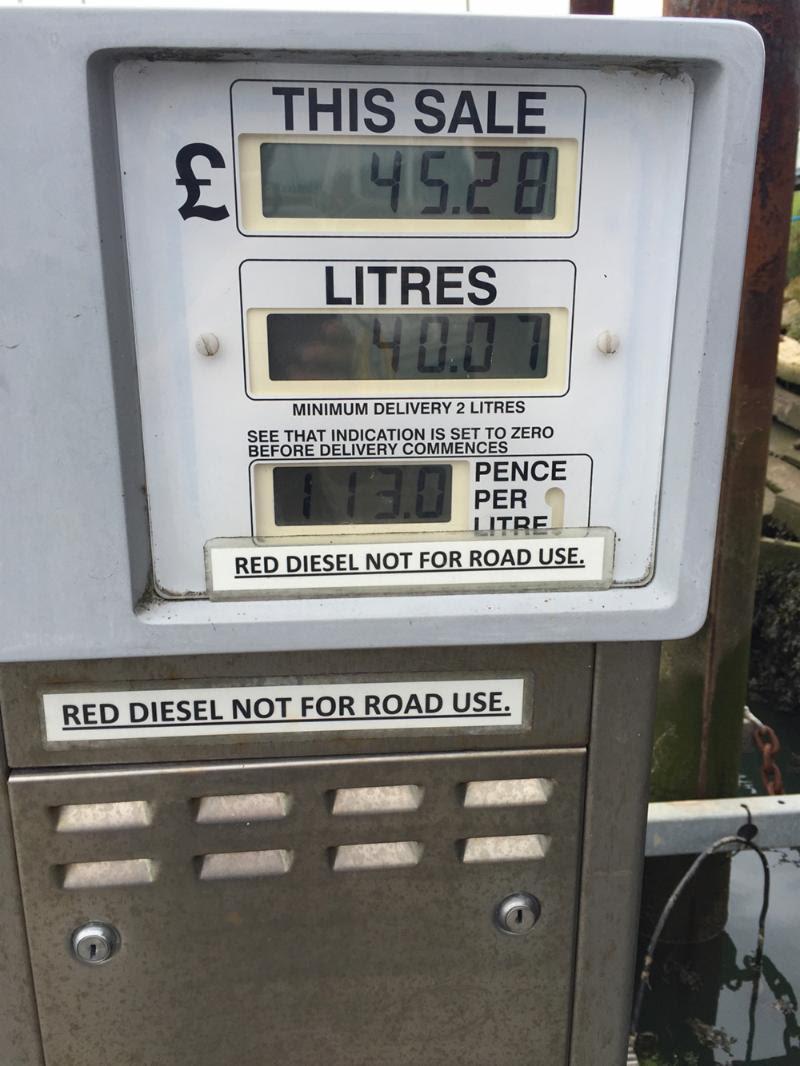 THIS SALE
£ 45.28
LITRES
40.07
MINIMUM DELIVERY 2 LITRES
SEE THAT INDICATION IS SET TO ZERO
BEFORE DELIVERY COMMENCES
113.0
PENCE
PER
LITRE
RED DIESEL NOT FOR ROAD USE.
RED DIESEL NOT FOR ROAD USE.